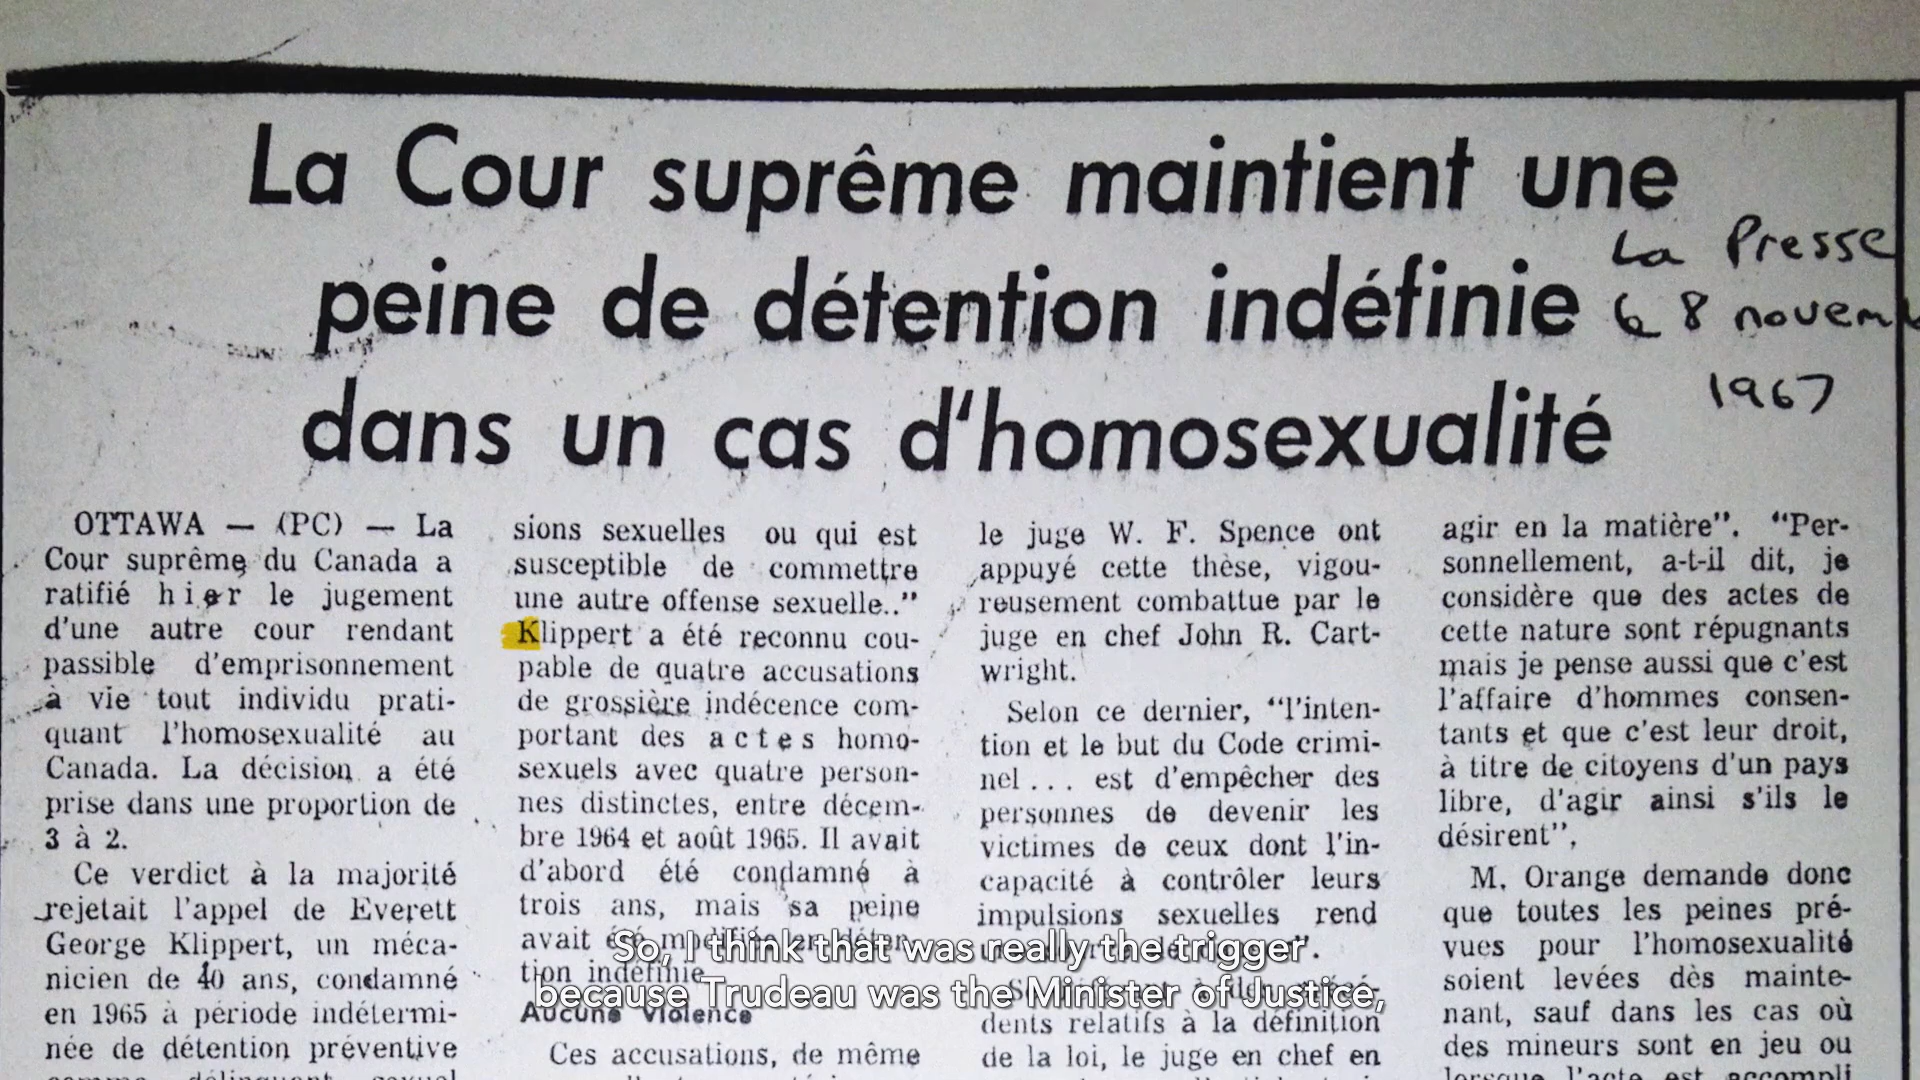 La Cour suprême maintient une
peine de détention indéfinie
dans un cas d'homosexualité
La Presse
8 novem
1967
OTTAWA — (PC) — La
Cour suprême du Canada a
ratifié hier le jugement
d'une autre cour rendant
passible d'emprisonnement
à vie tout individu prati-
quant l'homosexualité au
Canada. La décision a été
prise dans une proportion de
3 à 2.
Ce verdict à la majorité
rejetait l'appel de Everett
George Klippert, un méca-
nicien de 40 ans, condamné
en 1965 à période indétermi-
née de détention préventive
sions sexuelles ou qui est
susceptible de commettre
une autre offense sexuelle.."
Klippert a été reconnu cou-
pable de quatre accusations
de grossière indécence com-
portant des actes homo-
sexuels avec quatre person-
nes distinctes, entre décem-
bre 1964 et août 1965. Il avait
d'abord été condamné à
trois ans, mais sa peine
avait été
tion indéfinie
Aucune violence
Ces accusations, de même
le juge W. F. Spence ont
appuyé cette thèse, vigou-
reusement combattue par le
juge en chef John R. Cart-
wright.
Selon ce dernier, "l'inten-
tion et le but du Code crimi-
nel... est d'empêcher des
personnes de devenir les
victimes de ceux dont l'in-
capacité à contrôler leurs
impulsions sexuelles rend
dents relatifs à la définition
de la loi, le juge en chef en
agir en la matière". "Per-
sonnellement, a-t-il dit, je
considère que des actes de
cette nature sont répugnants
mais je pense aussi que c'est
l'affaire d'hommes consen-
tants et que c'est leur droit,
à titre de citoyens d'un pays
libre, d'agir ainsi s'ils le
désirent",
M. Orange demande donc
que toutes les peines pré-
vues pour l'homosexualité
soient levées dès mainte-
nant, sauf dans les cas où
des mineurs sont en jeu ou
So, I think that was really the trigger
because Trudeau was the Minister of Justice,